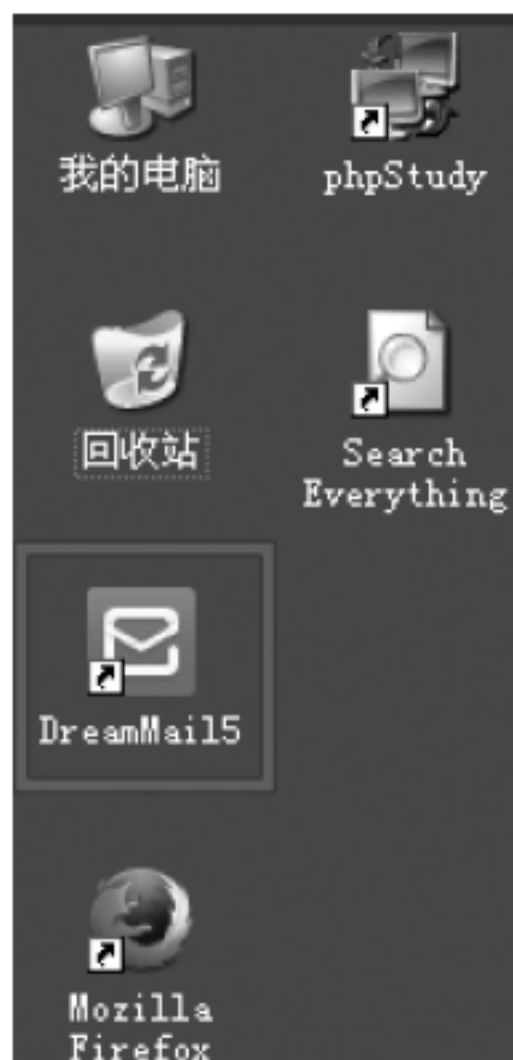 我的电脑
phpStudy
回收站
Search
Everything
DreamMail5
Mozilla
Firefox